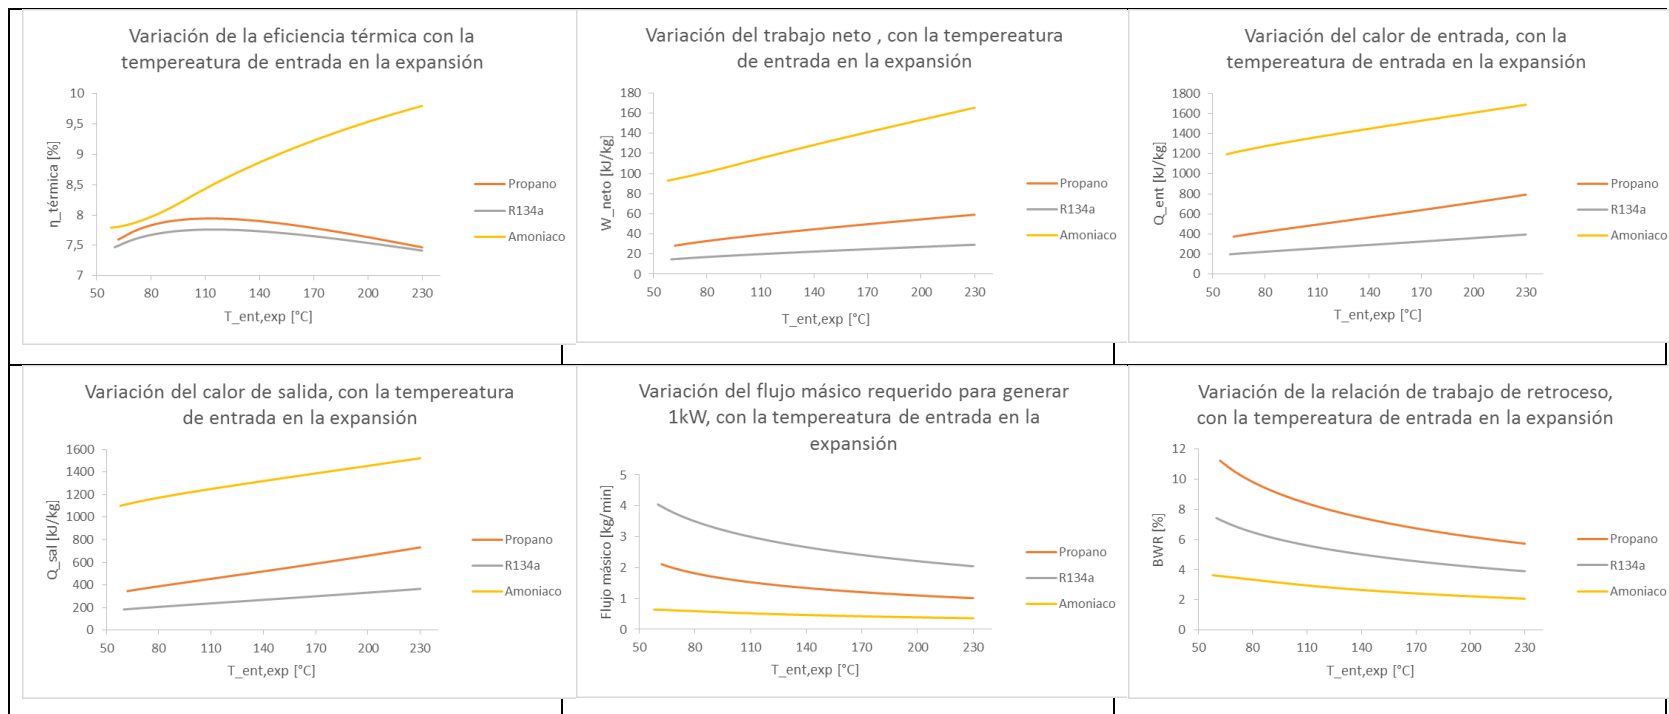 Variación de la eficiencia térmica con la
tempereatura de entrada en la expansión
10
9,5
9
8,5
8
7,5
7
η_térmica [%]
50 80 110 140 170 200 230
T_ent,exp [°C]
Propano
R134a
Amoniaco
Variación del trabajo neto , con la tempereatura
de entrada en la expansión
180
160
140
120
100
80
60
40
20
0
W_neto [kJ/kg]
50 80 110 140 170 200 230
T_ent,exp [°C]
Propano
R134a
Amoniaco
Variación del calor de entrada, con la
tempereatura de entrada en la expansión
1800
1600
1400
1200
1000
800
600
400
200
0
Q_ent [kJ/kg]
50 80 110 140 170 200 230
T_ent,exp [°C]
Propano
R134a
Amoniaco
Variación del calor de salida, con la tempereatura
de entrada en la expansión
1600
1400
1200
1000
800
600
400
200
0
Q_sal [kJ/kg]
50 80 110 140 170 200 230
T_ent,exp [°C]
Propano
R134a
Amoniaco
Variación del flujo másico requerido para generar
1kW, con la tempereatura de entrada en la
expansión
5
4
3
2
1
0
Flujo másico [kg/min]
50 80 110 140 170 200 230
T_ent,exp [°C]
Propano
R134a
Amoniaco
Variación de la relación de trabajo de retroceso,
con la tempereatura de entrada en la expansión
12
10
8
6
4
2
0
BWR [%]
50 80 110 140 170 200 230
T_ent,exp [°C]
Propano
R134a
Amoniaco